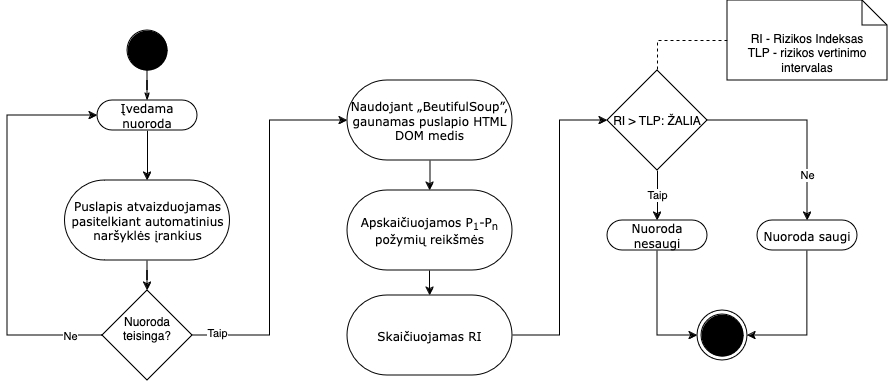 Įvedama
nuoroda
Puslapis atvaizduojamas
pasitelkiant automatinius
naršyklės įrankius
Nuoroda
teisinga?
Ne
Taip
Naudojant „BeutifulSoup”,
gaunamas puslapio HTML
DOM medis
Apskaičiuojamos P₁-Pₙ
požymių reikšmės
Skaičiuojamas RI
RI > TLP: ŽALIA
RI - Rizikos Indeksas
TLP - rizikos vertinimo
intervalas
Taip
Ne
Nuoroda
nesaugi
Nuoroda saugi